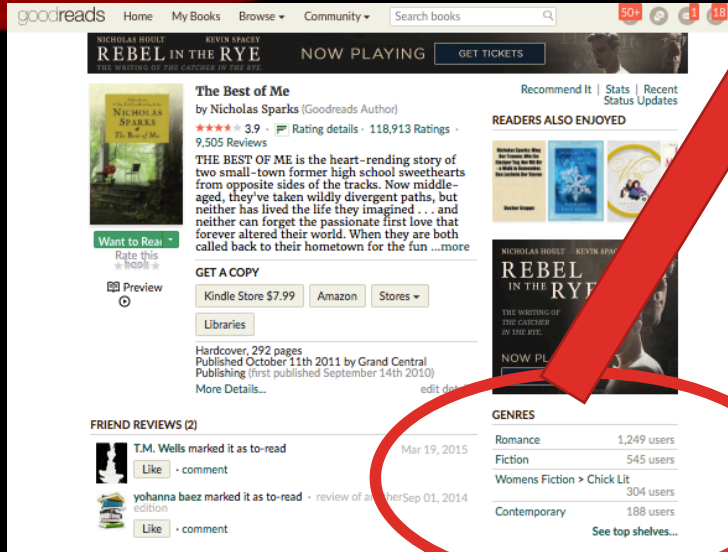 goodreads Home My Books Browse Community Search books 50+ 1 18
NICHOLAS HOULT KEVIN SPACEY
REBEL IN THE RYE
THE WRITING OF THE CATCHER IN THE RYE.
NOW PLAYING GET TICKETS
NICHOLAS
SPARKS
The Best of Me
The Best of Me
by Nicholas Sparks (Goodreads Author)
3.9 · Rating details · 118,913 Ratings ·
9,505 Reviews
THE BEST OF ME is the heart-rending story of
two small-town former high school sweethearts
from opposite sides of the tracks. Now middle-
aged, they've taken wildly divergent paths, but
neither has lived the life they imagined . . . and
neither can forget the passionate first love that
forever altered their world. When they are both
called back to their hometown for the fun ...more
Want to Read
Rate this
book
Preview
GET A COPY
Kindle Store $7.99 Amazon Stores
Libraries
Hardcover, 292 pages
Published October 11th 2011 by Grand Central
Publishing (first published September 14th 2010)
More Details... edit
FRIEND REVIEWS (2)
T.M. Wells marked it as to-read Mar 19, 2015
Like · comment
yohanna baez marked it as to-read · review of another Sep 01, 2014
edition
Like · comment
Recommend It | Stats | Recent
Status Updates
READERS ALSO ENJOYED
NICHOLAS HOULT KEVIN
REBEL
IN THE RYE
THE WRITING OF
THE CATCHER
IN THE RYE.
NOW
GENRES
Romance 1,249 users
Fiction 545 users
Womens Fiction > Chick Lit
304 users
Contemporary 188 users
See top shelves...